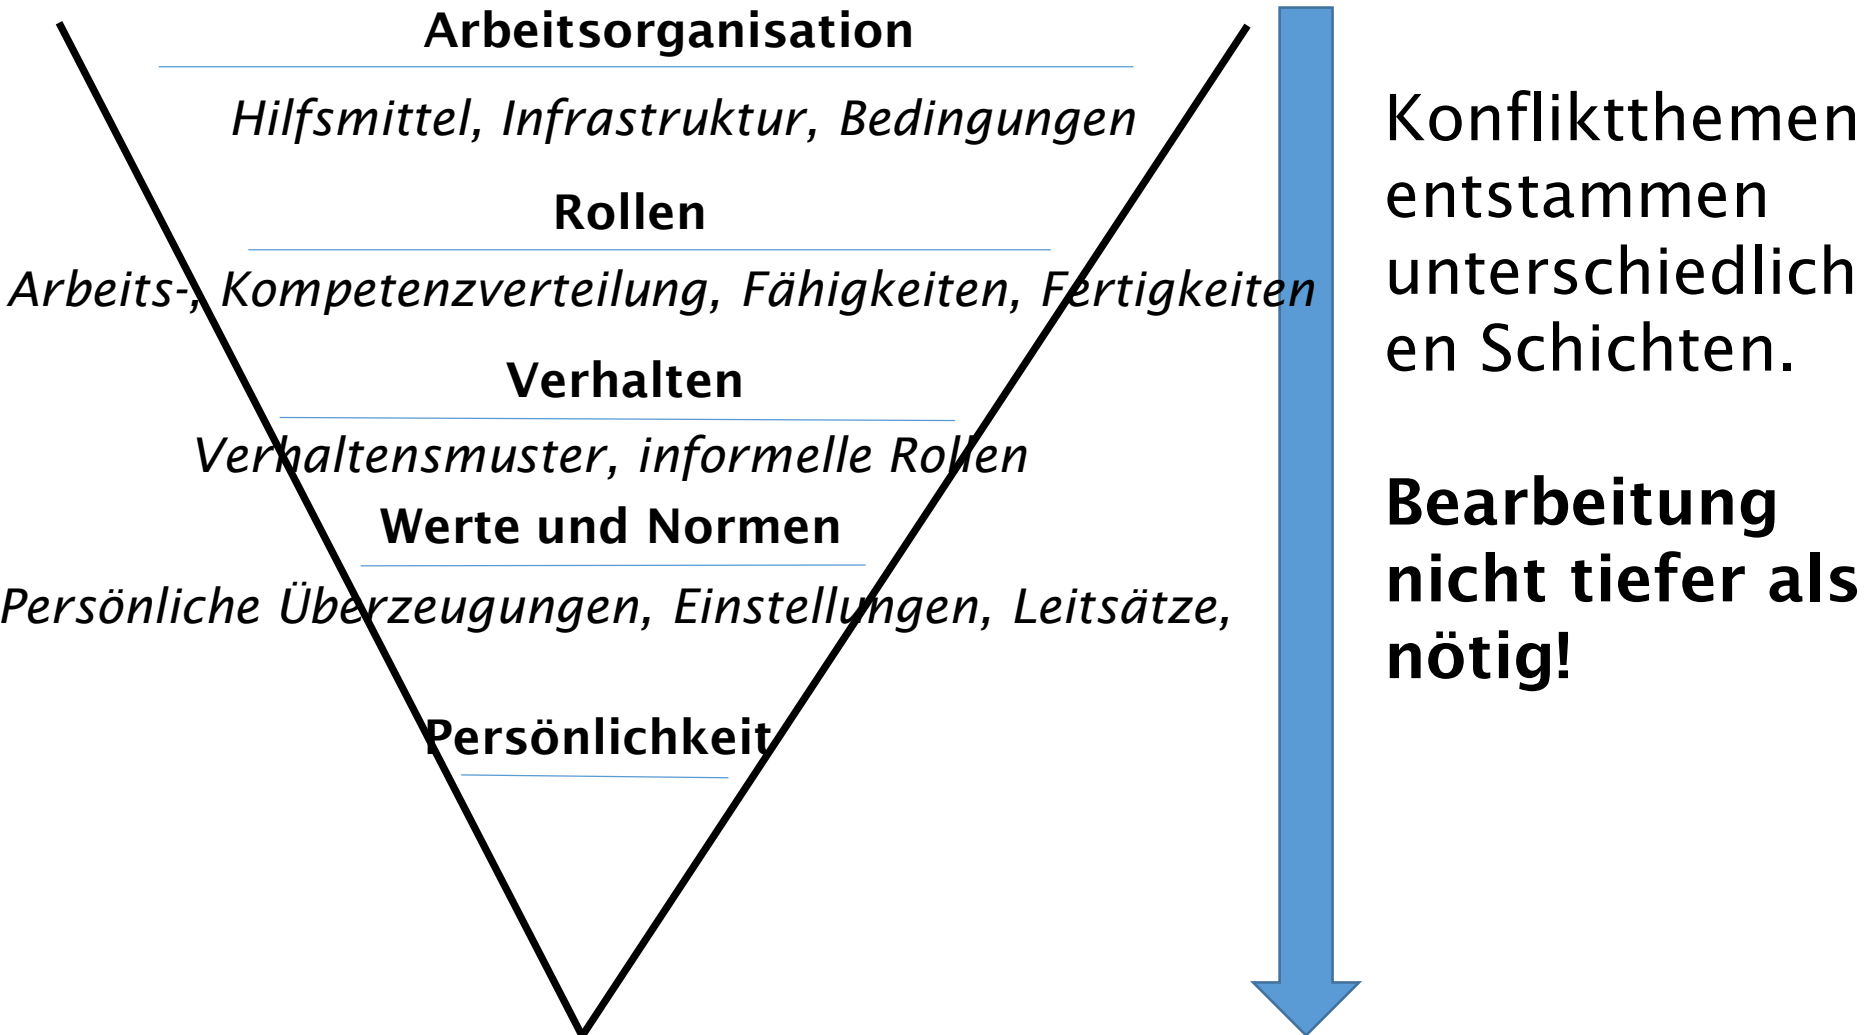 Arbeitsorganisation
Hilfsmittel, Infrastruktur, Bedingungen
Rollen
Arbeits-, Kompetenzverteilung, Fähigkeiten, Fertigkeiten
Verhalten
Verhaltensmuster, informelle Rollen
Werte und Normen
Persönliche Überzeugungen, Einstellungen, Leitsätze,
Persönlichkeit
Konfliktthemen
entstammen
unterschiedlich
en Schichten.
Bearbeitung
nicht tiefer als
nötig!